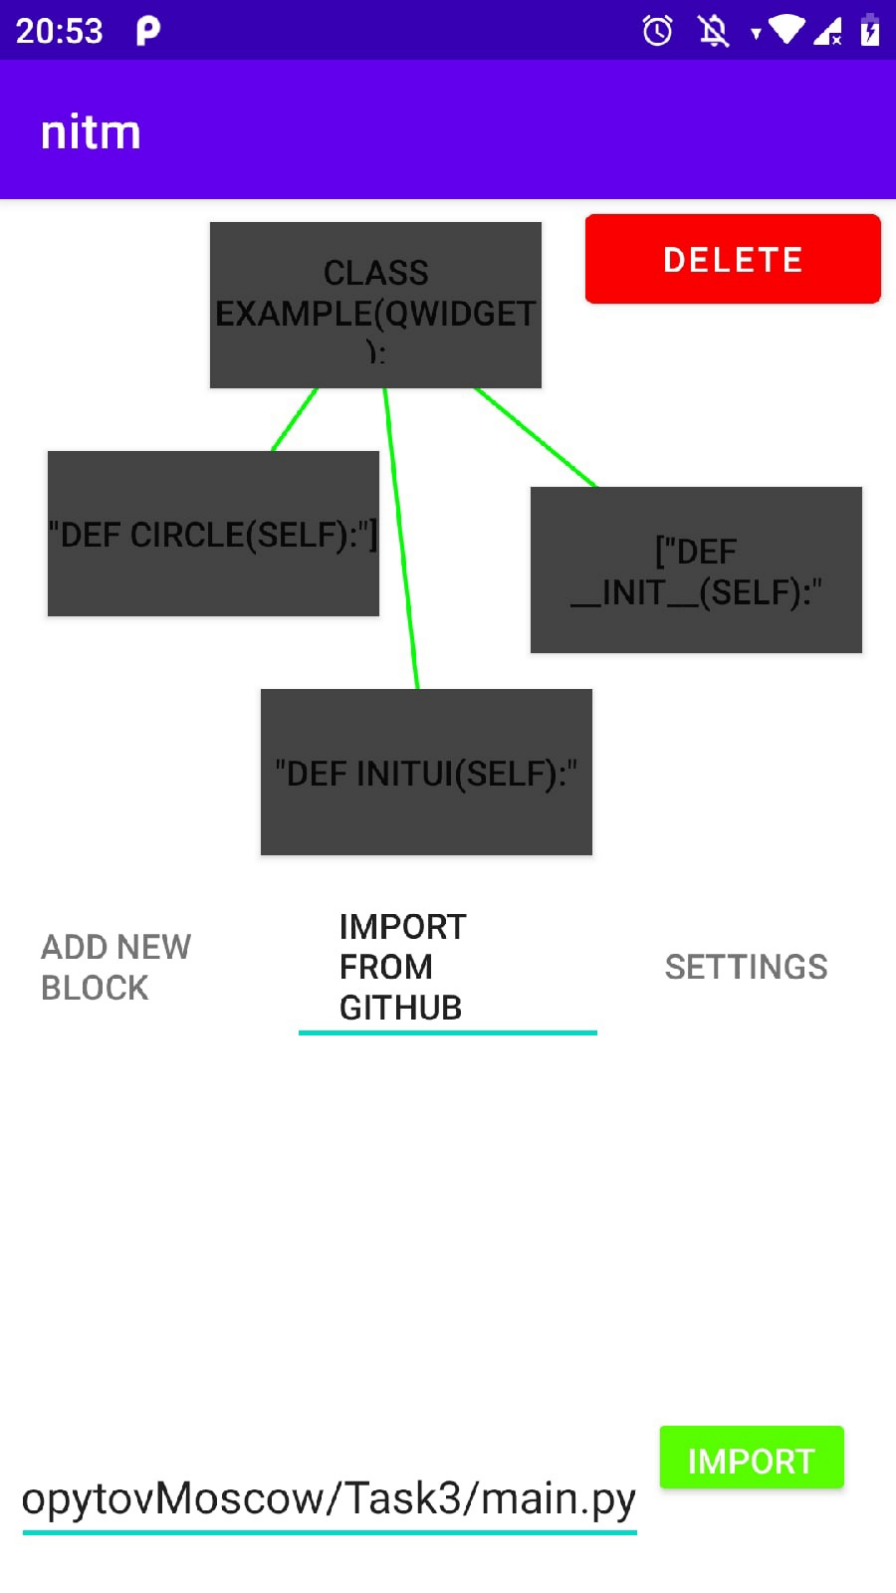 20:53
nitm
DELETE
CLASS
EXAMPLE(QWIDGET
):
"DEF CIRCLE(SELF):"]
["DEF
__INIT__(SELF):"
"DEF INITUI(SELF):"
ADD NEW
BLOCK
IMPORT
FROM
GITHUB
SETTINGS
opytovMoscow/Task3/main.py
IMPORT